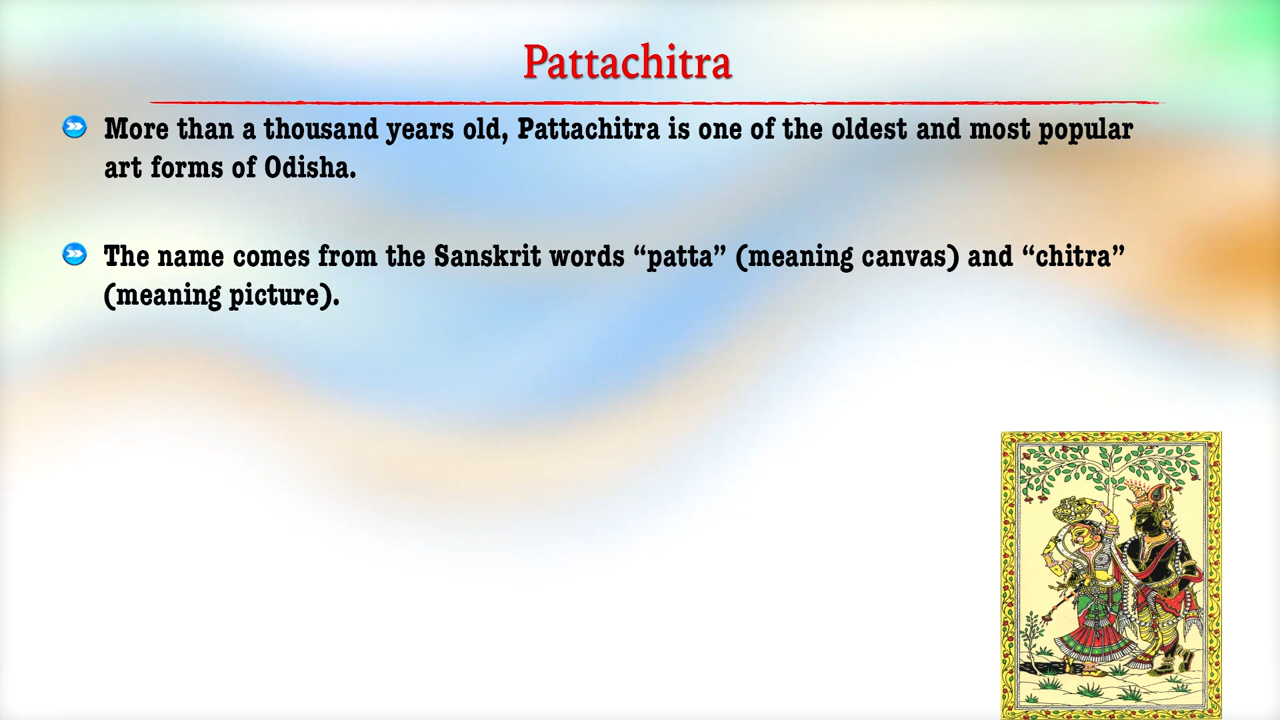 Pattachitra
More than a thousand years old, Pattachitra is one of the oldest and most popular
art forms of Odisha.
The name comes from the Sanskrit words “patta” (meaning canvas) and “chitra”
(meaning picture).